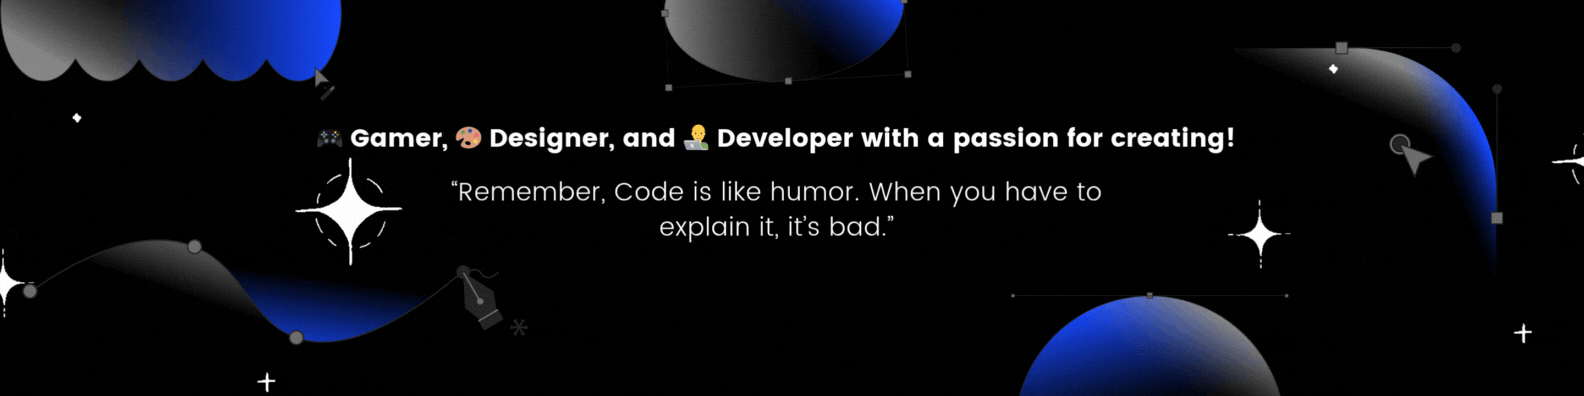 🎮 Gamer, 🎨 Designer, and 👨‍💻 Developer with a passion for creating!
“Remember, Code is like humor. When you have to
explain it, it’s bad.”